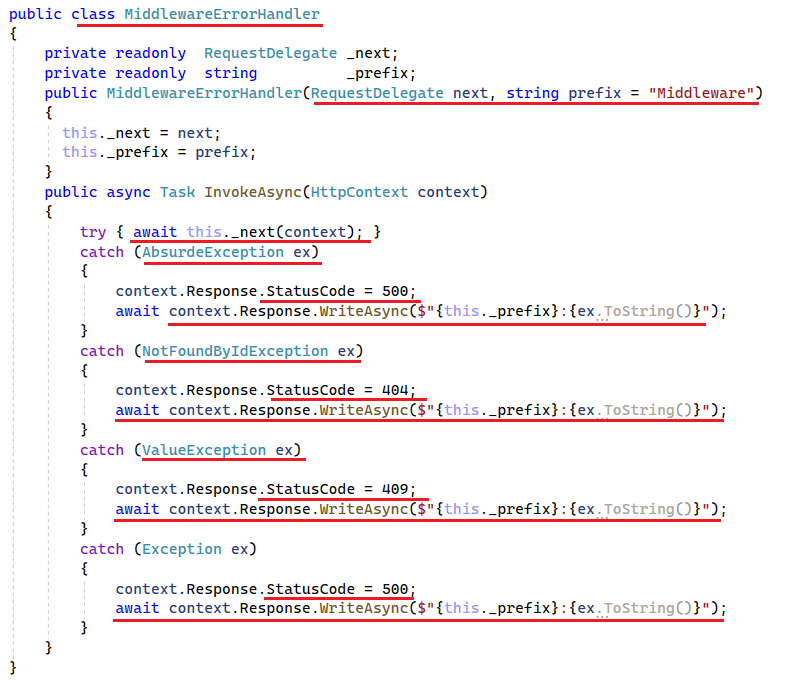 public class MiddlewareErrorHandler
{
    private readonly  RequestDelegate _next;
    private readonly  string          _prefix;
    public MiddlewareErrorHandler(RequestDelegate next, string prefix = "Middleware")
    {
      this._next = next;
      this._prefix = prefix;
    }
    public async Task InvokeAsync(HttpContext context)
    {
        try { await this._next(context); }
        catch (AbsurdeException ex)
        {
            context.Response.StatusCode = 500;
            await context.Response.WriteAsync($"{this._prefix}:{ex.ToString()}");
        }
        catch (NotFoundByIdException ex)
        {
            context.Response.StatusCode = 404;
            await context.Response.WriteAsync($"{this._prefix}:{ex.ToString()}");
        }
        catch (ValueException ex)
        {
            context.Response.StatusCode = 409;
            await context.Response.WriteAsync($"{this._prefix}:{ex.ToString()}");
        }
        catch (Exception ex)
        {
            context.Response.StatusCode = 500;
            await context.Response.WriteAsync($"{this._prefix}:{ex.ToString()}");
        }
    }
}